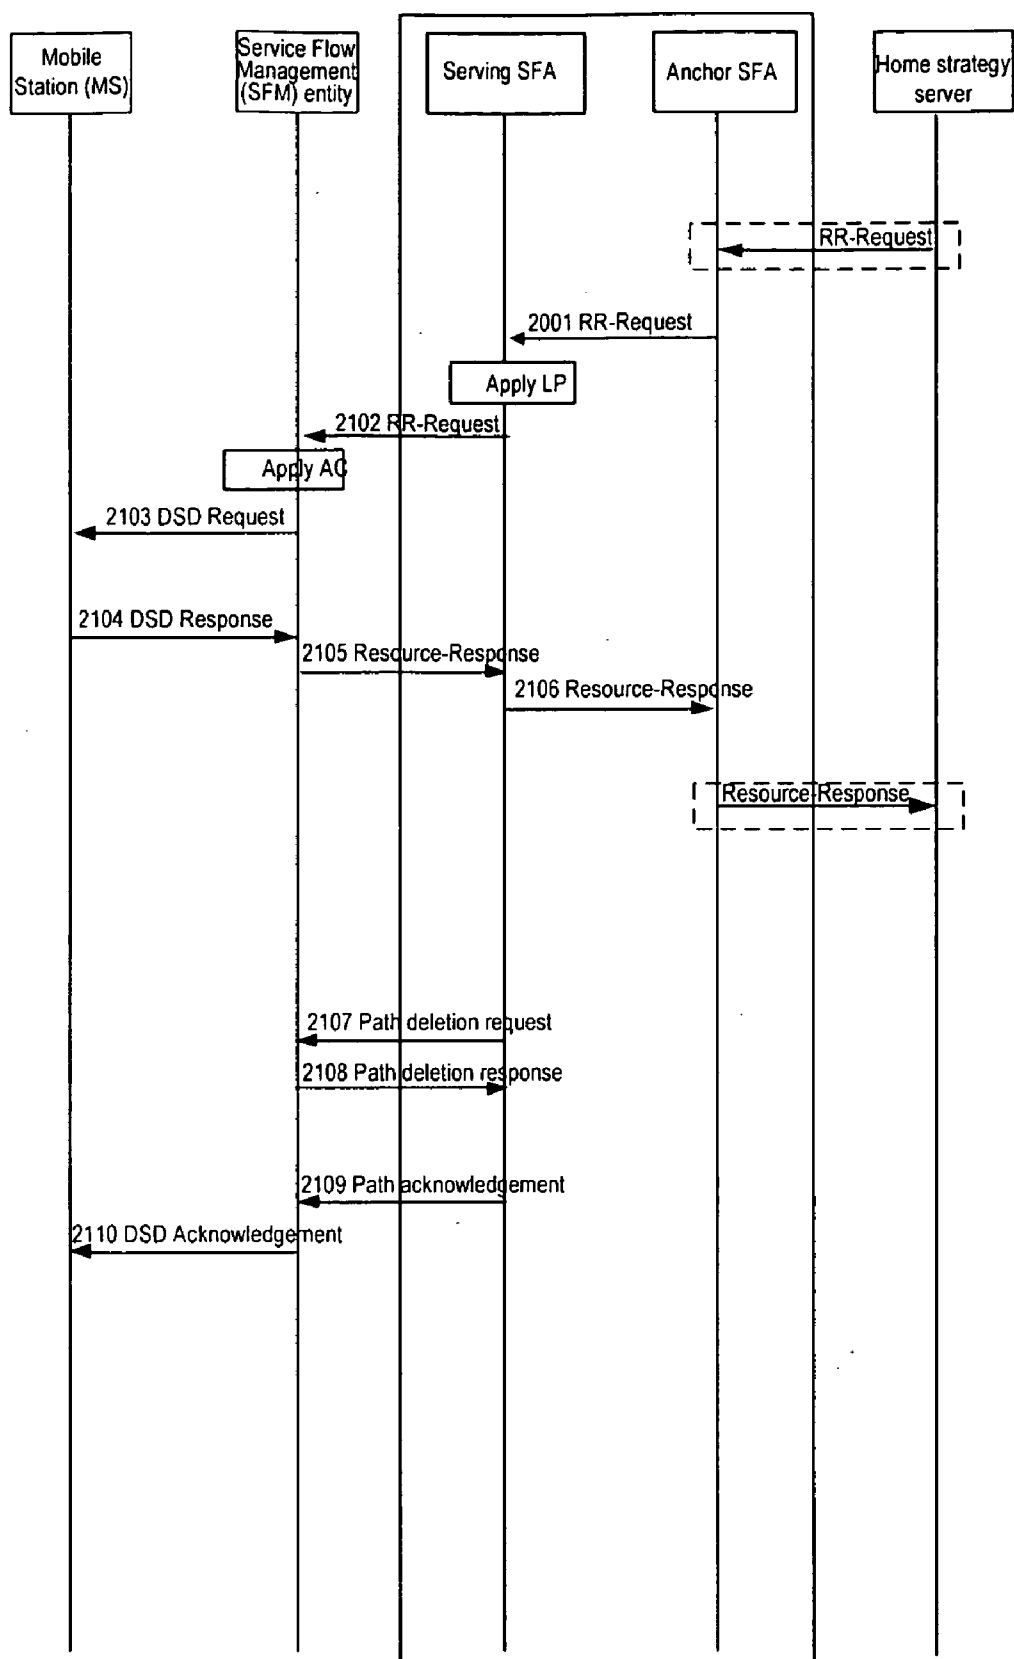 Mobile
Station (MS)
Service Flow
Management
(SFM) entity
Serving SFA
Anchor SFA
Home strategy
server
RR-Request
2001 RR-Request
Apply LP
2102 RR-Request
Apply AC
2103 DSD Request
2104 DSD Response
2105 Resource-Response
2106 Resource-Response
Resource-Response
2107 Path deletion request
2108 Path deletion response
2109 Path acknowledgement
2110 DSD Acknowledgement